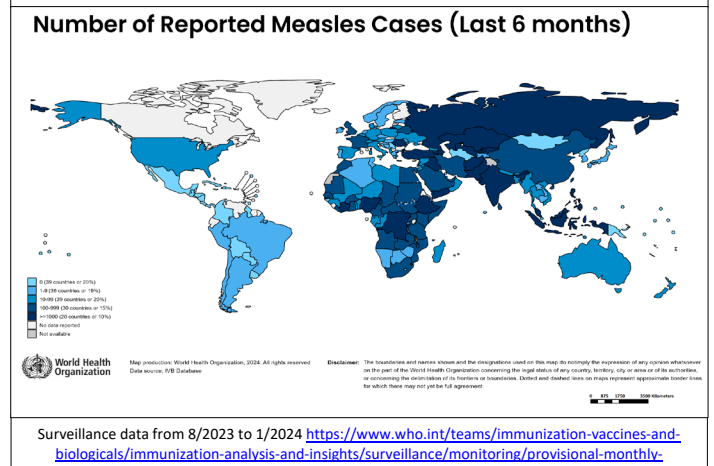 Number of Reported Measles Cases (Last 6 months)
0 (39 countries or 20%)
1-9 (36 countries or 19%)
10-99 (39 countries or 20%)
100-999 (30 countries or 15%)
>=1000 (20 countries or 10%)
No data reported
Not available
World Health
Organization
Map production: World Health Organization, 2024. All rights reserved
Data source: IVB Database
Disclaimer: The boundaries and names shown and the designations used on this map do not imply the expression of any opinion whatsoever
on the part of the World Health Organization concerning the legal status of any country, territory, city or area or of its authorities,
or concerning the delimitation of its frontiers or boundaries. Dotted and dashed lines on maps represent approximate border lines
for which there may not yet be full agreement.
0 875 1750 3500 Kilometers
Surveillance data from 8/2023 to 1/2024 https://www.who.int/teams/immunization-vaccines-and-
biologicals/immunization-analysis-and-insights/surveillance/monitoring/provisional-monthly-